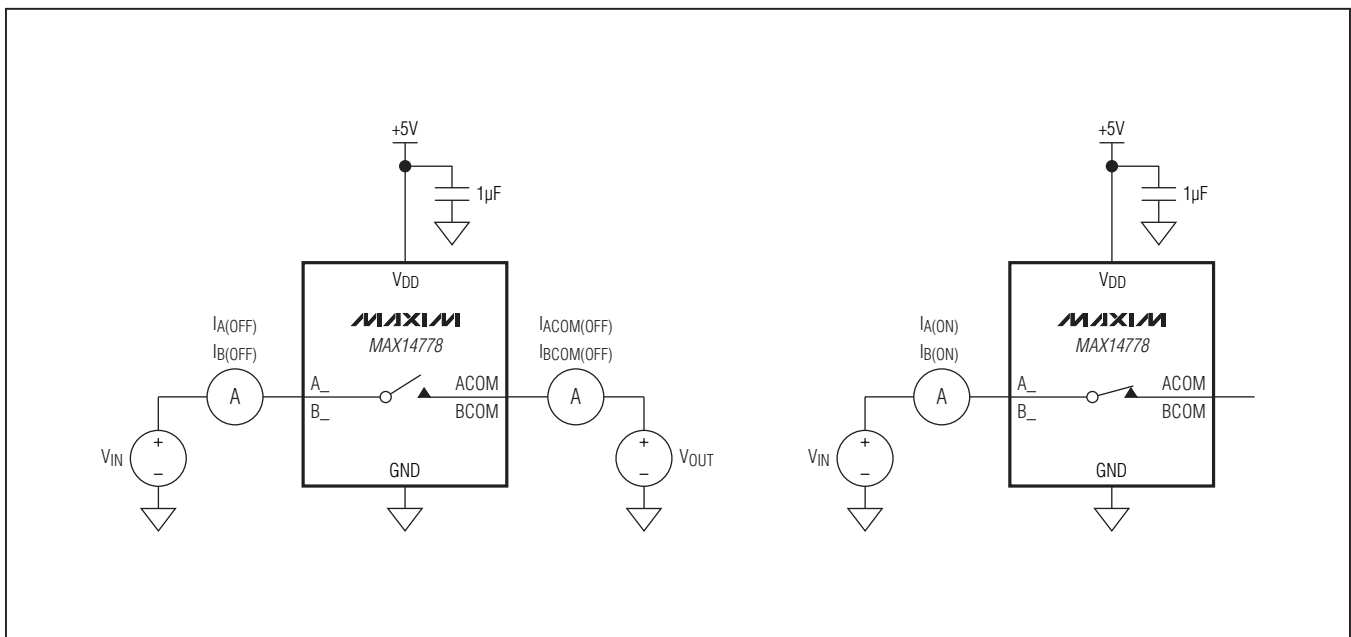 +5V
1µF
VDD
MAXIM
MAX14778
IA(OFF)
IB(OFF)
IACOM(OFF)
IBCOM(OFF)
A
A_
B_
ACOM
BCOM
A
VIN
+
−
GND
+
−
VOUT
+5V
1µF
VDD
MAXIM
MAX14778
IA(ON)
IB(ON)
A
A_
B_
ACOM
BCOM
VIN
+
−
GND